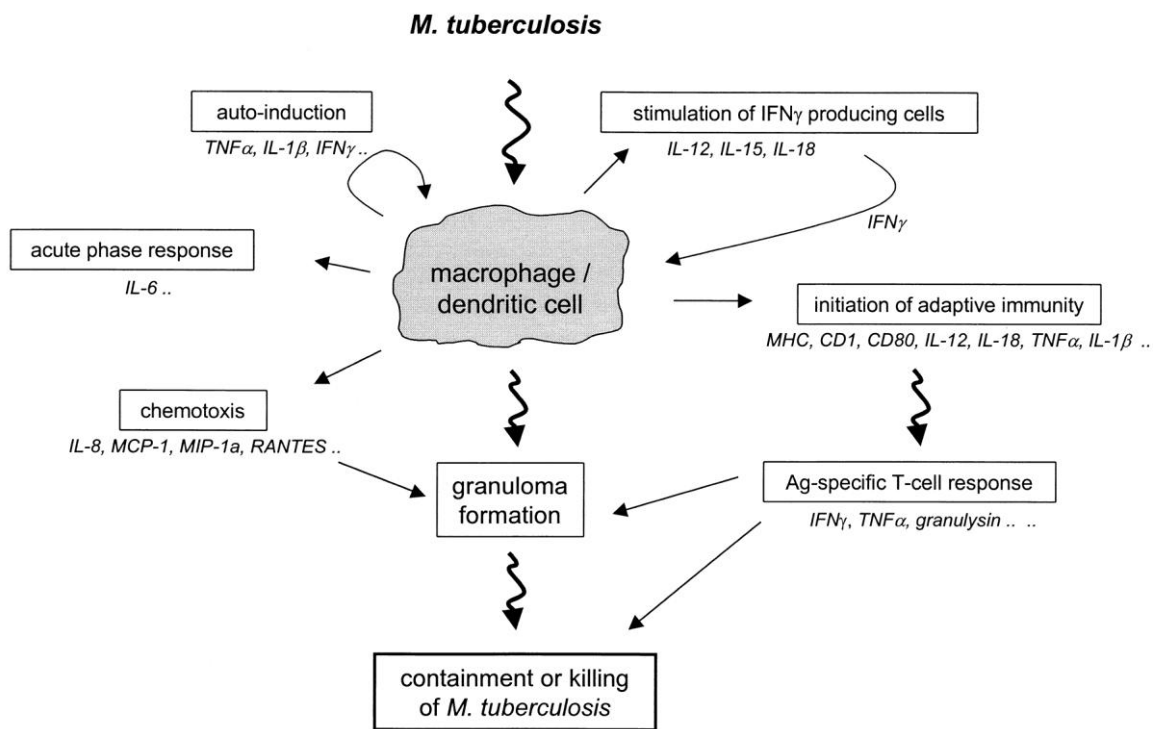 M. tuberculosis
auto-induction
TNFα, IL-1β, IFNγ ..
stimulation of IFNγ producing cells
IL-12, IL-15, IL-18
IFNγ
acute phase response
IL-6 ..
macrophage /
dendritic cell
initiation of adaptive immunity
MHC, CD1, CD80, IL-12, IL-18, TNFα, IL-1β ..
chemotoxis
IL-8, MCP-1, MIP-1a, RANTES ..
granuloma
formation
Ag-specific T-cell response
IFNγ, TNFα, granulysin .. ..
containment or killing
of M. tuberculosis